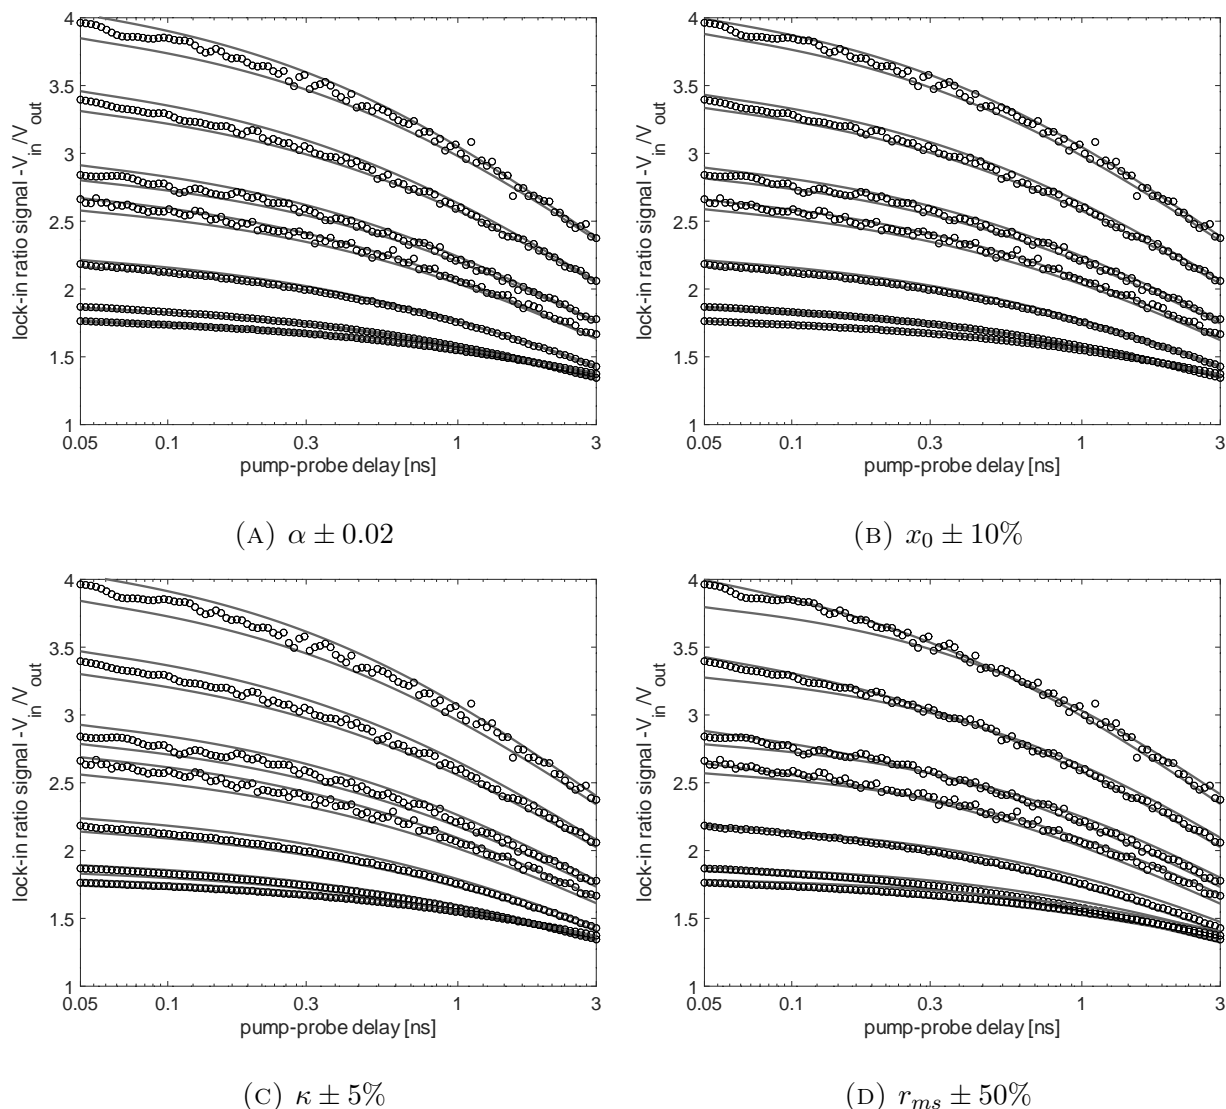 4
3.5
3
2.5
2
1.5
1
lock-in ratio signal -V_in/V_out
0.05 0.1 0.3 1 3
pump-probe delay [ns]
(A) α ± 0.02
4
3.5
3
2.5
2
1.5
1
lock-in ratio signal -V_in/V_out
0.05 0.1 0.3 1 3
pump-probe delay [ns]
(B) x_0 ± 10%
4
3.5
3
2.5
2
1.5
1
lock-in ratio signal -V_in/V_out
0.05 0.1 0.3 1 3
pump-probe delay [ns]
(C) κ ± 5%
4
3.5
3
2.5
2
1.5
1
lock-in ratio signal -V_in/V_out
0.05 0.1 0.3 1 3
pump-probe delay [ns]
(D) r_ms ± 50%